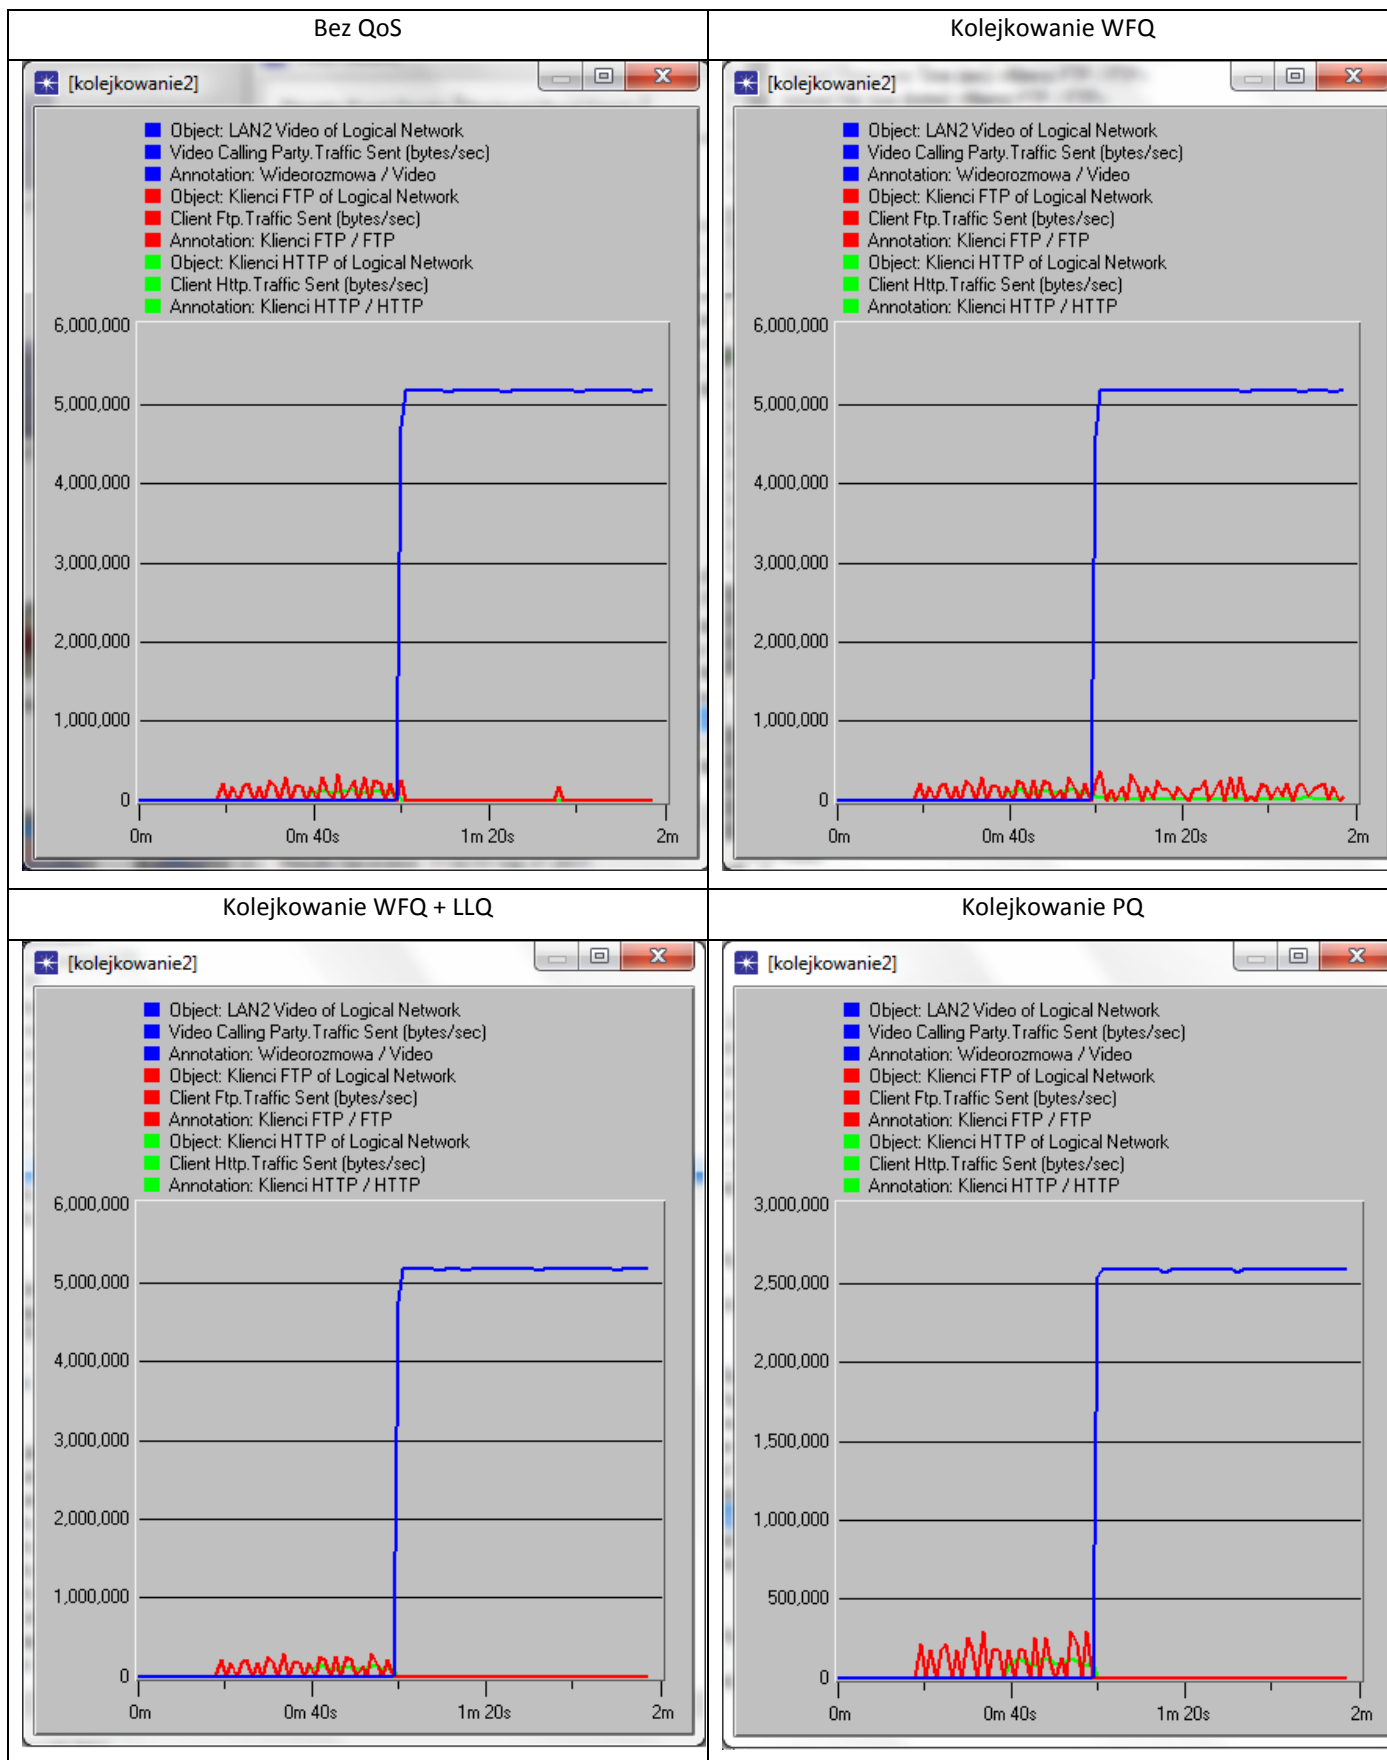 Bez QoS
Kolejkowanie WFQ
[kolejkowanie2]
Object: LAN2 Video of Logical Network
Video Calling Party.Traffic Sent (bytes/sec)
Annotation: Wideorozmowa / Video
Object: Klienci FTP of Logical Network
Client Ftp.Traffic Sent (bytes/sec)
Annotation: Klienci FTP / FTP
Object: Klienci HTTP of Logical Network
Client Http.Traffic Sent (bytes/sec)
Annotation: Klienci HTTP / HTTP
6,000,000
5,000,000
4,000,000
3,000,000
2,000,000
1,000,000
0
0m 0m 40s 1m 20s 2m
[kolejkowanie2]
Object: LAN2 Video of Logical Network
Video Calling Party.Traffic Sent (bytes/sec)
Annotation: Wideorozmowa / Video
Object: Klienci FTP of Logical Network
Client Ftp.Traffic Sent (bytes/sec)
Annotation: Klienci FTP / FTP
Object: Klienci HTTP of Logical Network
Client Http.Traffic Sent (bytes/sec)
Annotation: Klienci HTTP / HTTP
6,000,000
5,000,000
4,000,000
3,000,000
2,000,000
1,000,000
0
0m 0m 40s 1m 20s 2m
Kolejkowanie WFQ + LLQ
Kolejkowanie PQ
[kolejkowanie2]
Object: LAN2 Video of Logical Network
Video Calling Party.Traffic Sent (bytes/sec)
Annotation: Wideorozmowa / Video
Object: Klienci FTP of Logical Network
Client Ftp.Traffic Sent (bytes/sec)
Annotation: Klienci FTP / FTP
Object: Klienci HTTP of Logical Network
Client Http.Traffic Sent (bytes/sec)
Annotation: Klienci HTTP / HTTP
6,000,000
5,000,000
4,000,000
3,000,000
2,000,000
1,000,000
0
0m 0m 40s 1m 20s 2m
[kolejkowanie2]
Object: LAN2 Video of Logical Network
Video Calling Party.Traffic Sent (bytes/sec)
Annotation: Wideorozmowa / Video
Object: Klienci FTP of Logical Network
Client Ftp.Traffic Sent (bytes/sec)
Annotation: Klienci FTP / FTP
Object: Klienci HTTP of Logical Network
Client Http.Traffic Sent (bytes/sec)
Annotation: Klienci HTTP / HTTP
3,000,000
2,500,000
2,000,000
1,500,000
1,000,000
500,000
0
0m 0m 40s 1m 20s 2m